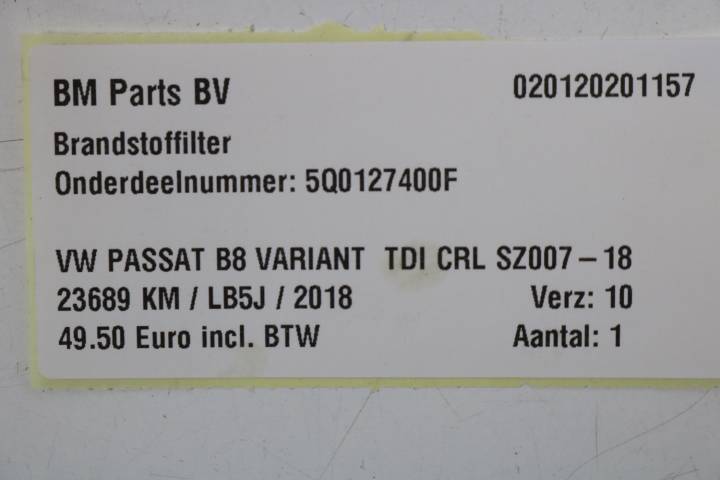 BM Parts BV 020120201157
Brandstoffilter
Onderdeelnummer: 5Q0127400F
VW PASSAT B8 VARIANT TDI CRL SZ007-18
23689 KM / LB5J / 2018 Verz: 10
49.50 Euro incl. BTW Aantal: 1